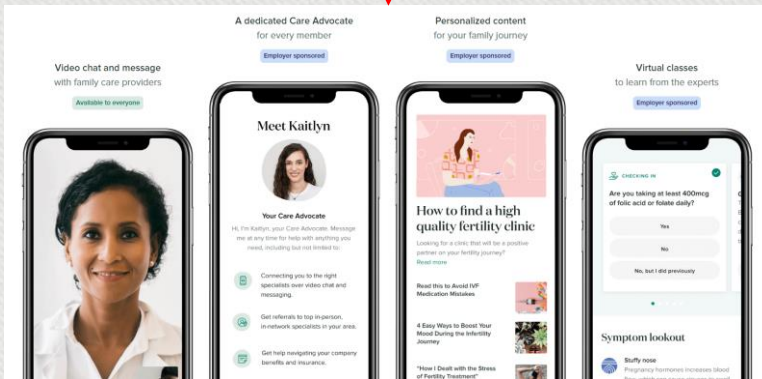 Video chat and message
with family care providers
Available to everyone
A dedicated Care Advocate
for every member
Employer sponsored
Meet Kaitlyn
Your Care Advocate
Hi, I'm Kaitlyn, your Care Advocate. Message
me at any time for help with anything you
need, including but not limited to:
Connecting you to the right
specialists over video chat and
messaging.
Get referrals to top in-person,
in-network specialists in your area.
Get help navigating your company
benefits and insurance.
Personalized content
for your family journey
Employer sponsored
How to find a high
quality fertility clinic
Looking for a clinic that will be a positive
partner on your fertility journey?
Read more
Read this to Avoid IVF
Medication Mistakes
4 Easy Ways to Boost Your
Mood During the Infertility
Journey
"How I Dealt with the Stress
of Fertility Treatment"
Virtual classes
to learn from the experts
Employer sponsored
CHECKING IN
Are you taking at least 400mcg
of folic acid or folate daily?
Yes
No
No, but I did previously
Symptom lookout
Stuffy nose
Pregnancy hormones increases blood